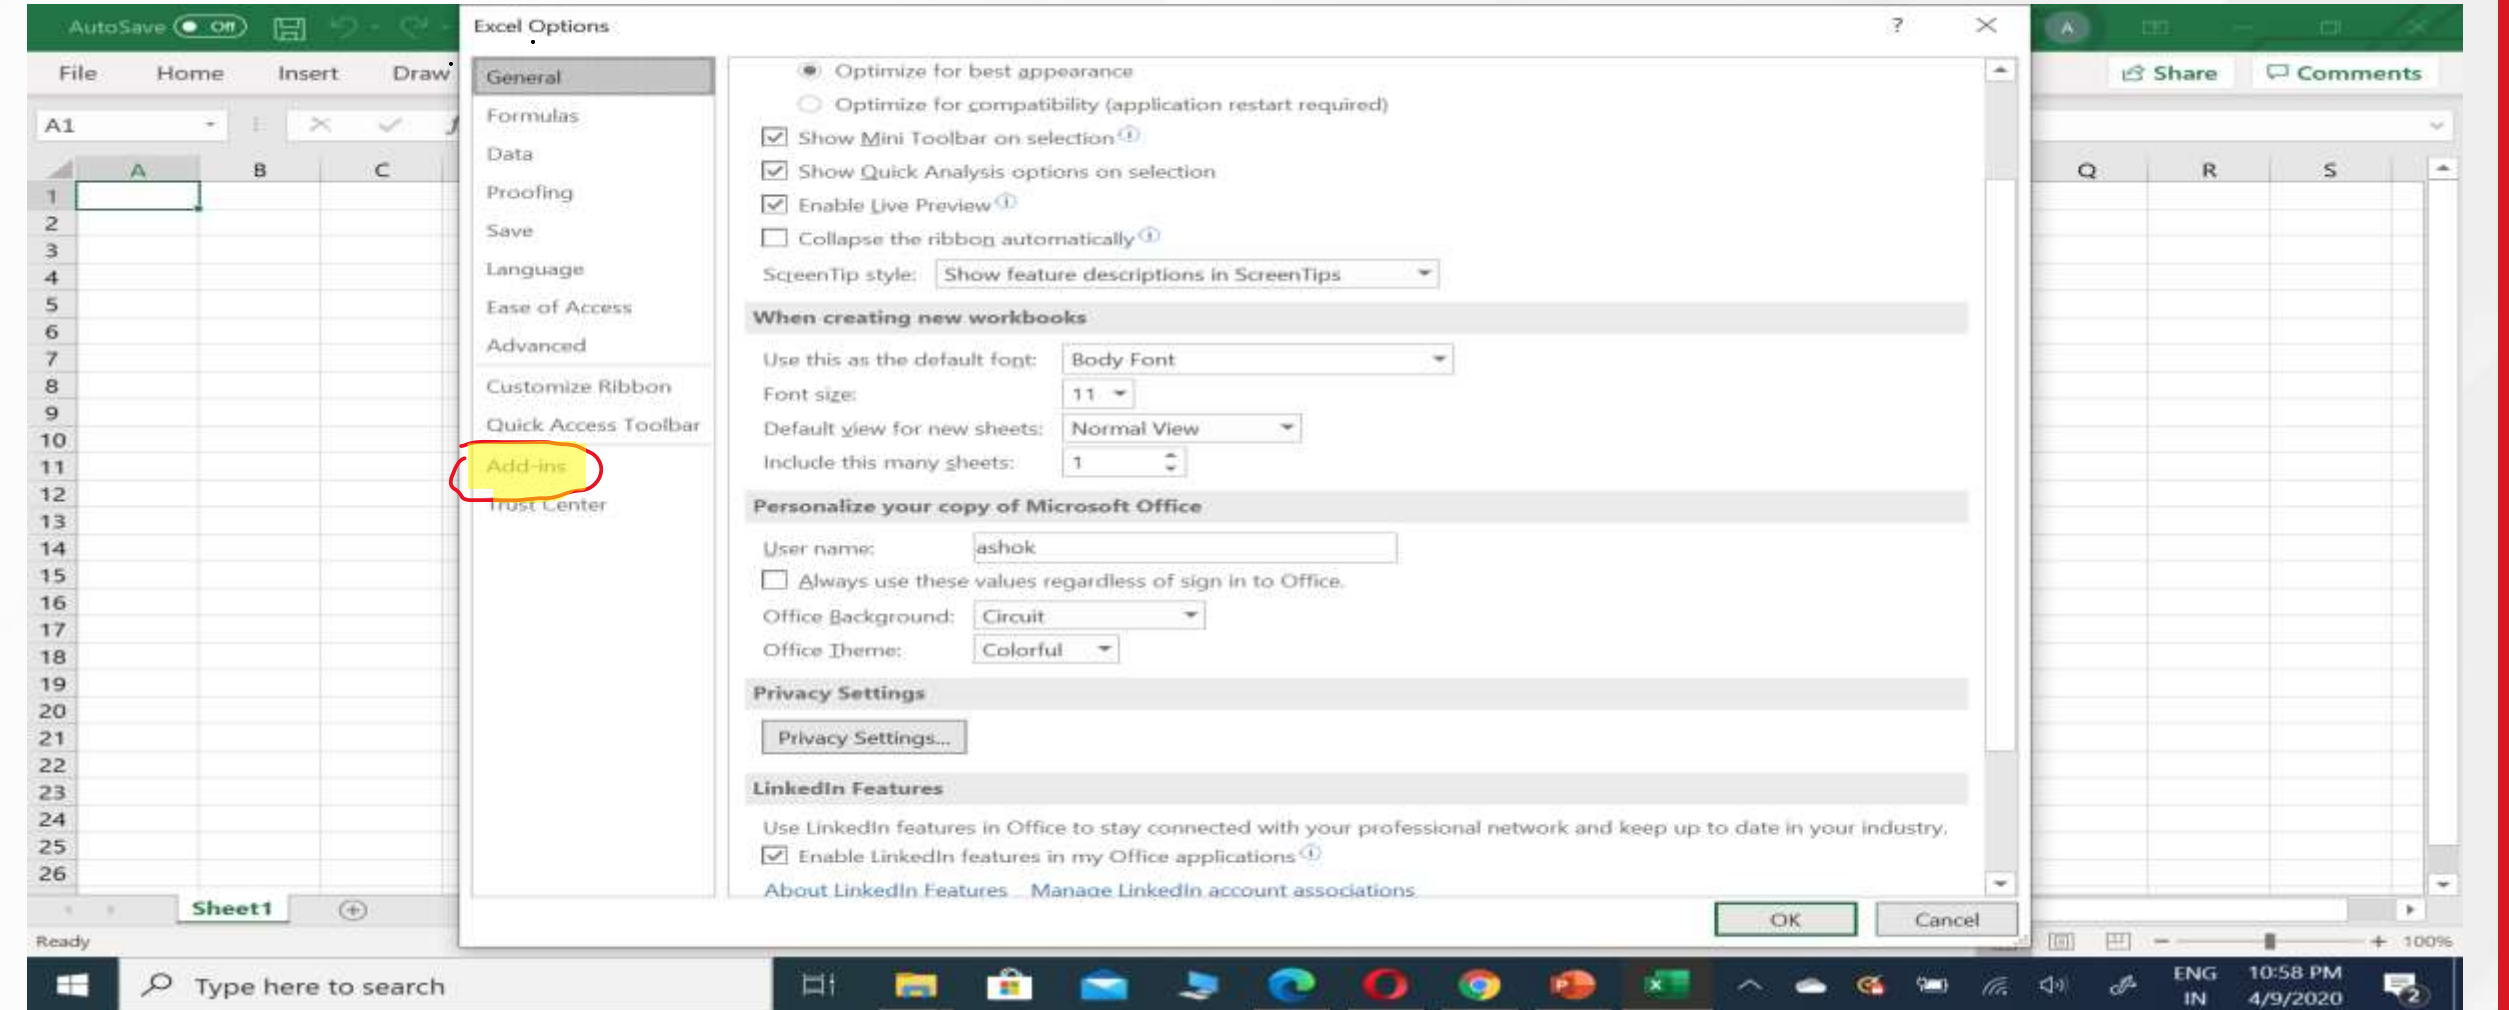 AutoSave Off
Excel Options
?
A
File Home Insert Draw
Share Comments
A1
A B C
Q R S
1
2
3
4
5
6
7
8
9
10
11
12
13
14
15
16
17
18
19
20
21
22
23
24
25
26
General
Formulas
Data
Proofing
Save
Language
Ease of Access
Advanced
Customize Ribbon
Quick Access Toolbar
Add-ins
Trust Center
Optimize for best appearance
Optimize for compatibility (application restart required)
Show Mini Toolbar on selection
Show Quick Analysis options on selection
Enable Live Preview
Collapse the ribbon automatically
ScreenTip style: Show feature descriptions in ScreenTips
When creating new workbooks
Use this as the default font: Body Font
Font size: 11
Default view for new sheets: Normal View
Include this many sheets: 1
Personalize your copy of Microsoft Office
User name: ashok
Always use these values regardless of sign in to Office.
Office Background: Circuit
Office Theme: Colorful
Privacy Settings
Privacy Settings...
LinkedIn Features
Use LinkedIn features in Office to stay connected with your professional network and keep up to date in your industry.
Enable LinkedIn features in my Office applications
About LinkedIn Features Manage LinkedIn account associations
OK Cancel
Sheet1
Ready
100%
Type here to search
ENG
IN
10:58 PM
4/9/2020
2